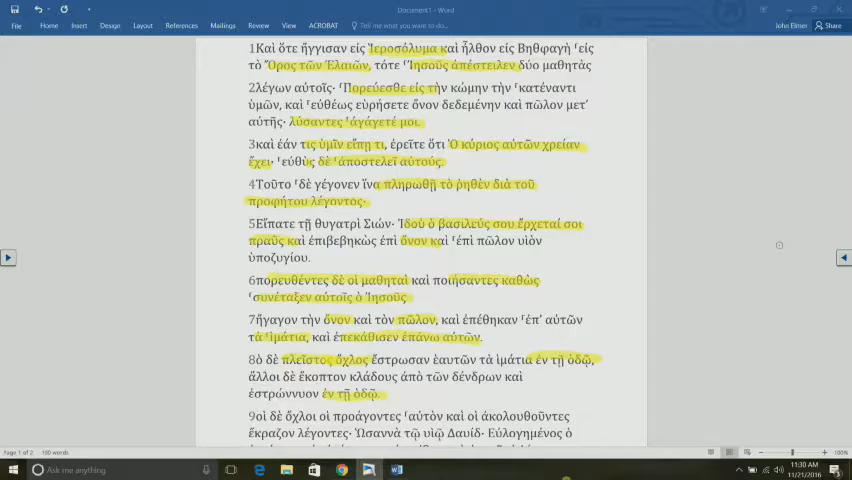 Document1 - Word
File Home Insert Design Layout References Mailings Review View ACROBAT Tell me what you want to do...
John Elmer Share
1Καὶ ὅτε ἤγγισαν εἰς Ἱεροσόλυμα καὶ ἦλθον εἰς Βηθφαγὴ ⸀εἰς
τὸ Ὄρος τῶν Ἐλαιῶν, τότε ⸀Ἰησοῦς ἀπέστειλεν δύο μαθητὰς
2λέγων αὐτοῖς· ⸀Πορεύεσθε εἰς τὴν κώμην τὴν ⸀κατέναντι
ὑμῶν, καὶ ⸀εὐθέως εὑρήσετε ὄνον δεδεμένην καὶ πῶλον μετ’
αὐτῆς· λύσαντες ⸀ἀγάγετέ μοι.
3καὶ ἐάν τις ὑμῖν εἴπῃ τι, ἐρεῖτε ὅτι Ὁ κύριος αὐτῶν χρείαν
ἔχει· ⸀εὐθὺς δὲ ⸀ἀποστελεῖ αὐτούς.
4Τοῦτο ⸀δὲ γέγονεν ἵνα πληρωθῇ τὸ ῥηθὲν διὰ τοῦ
προφήτου λέγοντος·
5Εἴπατε τῇ θυγατρὶ Σιών· Ἰδοὺ ὁ βασιλεύς σου ἔρχεταί σοι
πραῢς καὶ ἐπιβεβηκὼς ἐπὶ ὄνον καὶ ⸀ἐπὶ πῶλον υἱὸν
ὑποζυγίου.
6πορευθέντες δὲ οἱ μαθηταὶ καὶ ποιήσαντες καθὼς
⸀συνέταξεν αὐτοῖς ὁ Ἰησοῦς
7ἤγαγον τὴν ὄνον καὶ τὸν πῶλον, καὶ ἐπέθηκαν ⸀ἐπ’ αὐτῶν
τὰ ⸀ἱμάτια, καὶ ἐπεκάθισεν ἐπάνω αὐτῶν.
8ὁ δὲ πλεῖστος ὄχλος ἔστρωσαν ἑαυτῶν τὰ ἱμάτια ἐν τῇ ὁδῷ,
ἄλλοι δὲ ἔκοπτον κλάδους ἀπὸ τῶν δένδρων καὶ
ἐστρώννυον ἐν τῇ ὁδῷ.
9οἱ δὲ ὄχλοι οἱ προάγοντες ⸀αὐτὸν καὶ οἱ ἀκολουθοῦντες
ἔκραζον λέγοντες· Ὡσαννὰ τῷ υἱῷ Δαυίδ· Εὐλογημένος ὁ
Page 1 of 2 190 words
100%
Ask me anything
11:30 AM
11/21/2016